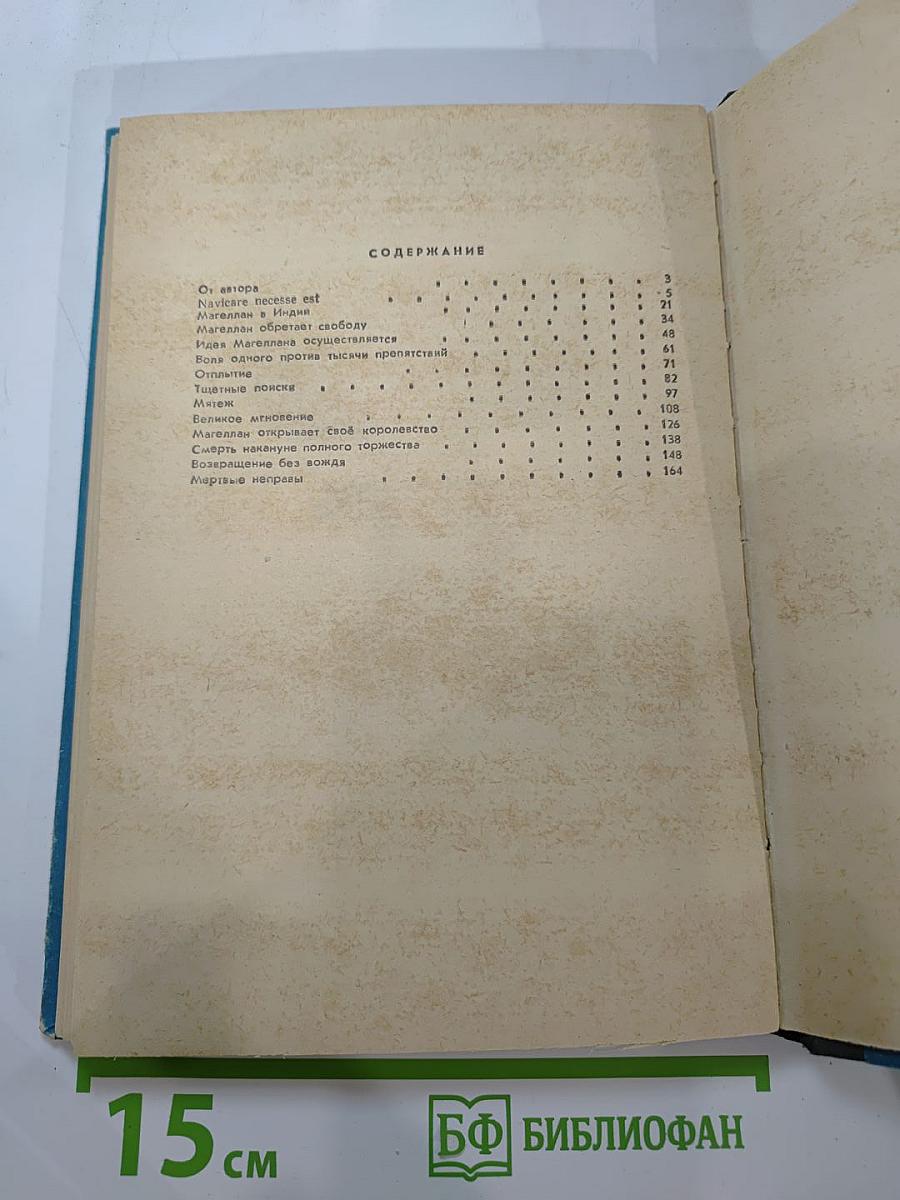 СОДЕРЖАНИЕ
От автора . . . . . . . . 3
Navicare necesse est . . . . . . . . . 5
Магеллан в Индии . . . . . . . . 21
Магеллан обретает свободу . . . . . . . 34
Идея Магеллана осуществляется . . . . . . . . 48
Воля одного против тысячи препятствий . . . . . . . 61
Отплытие . . . . . . . . . 71
Тщетные поиски . . . . . . . . . . . . 82
Мятеж . . . . . . . 97
Великое мгновение . . . . . . . . . . 108
Магеллан открывает своё королевство . . . . . . . 126
Смерть накануне полного торжества . . . . . . . . 138
Возвращение без вождя . . . . . . . 148
Мертвые неправы . . . . . . . . . . 164
15 см
БФ БИБЛИОФАН